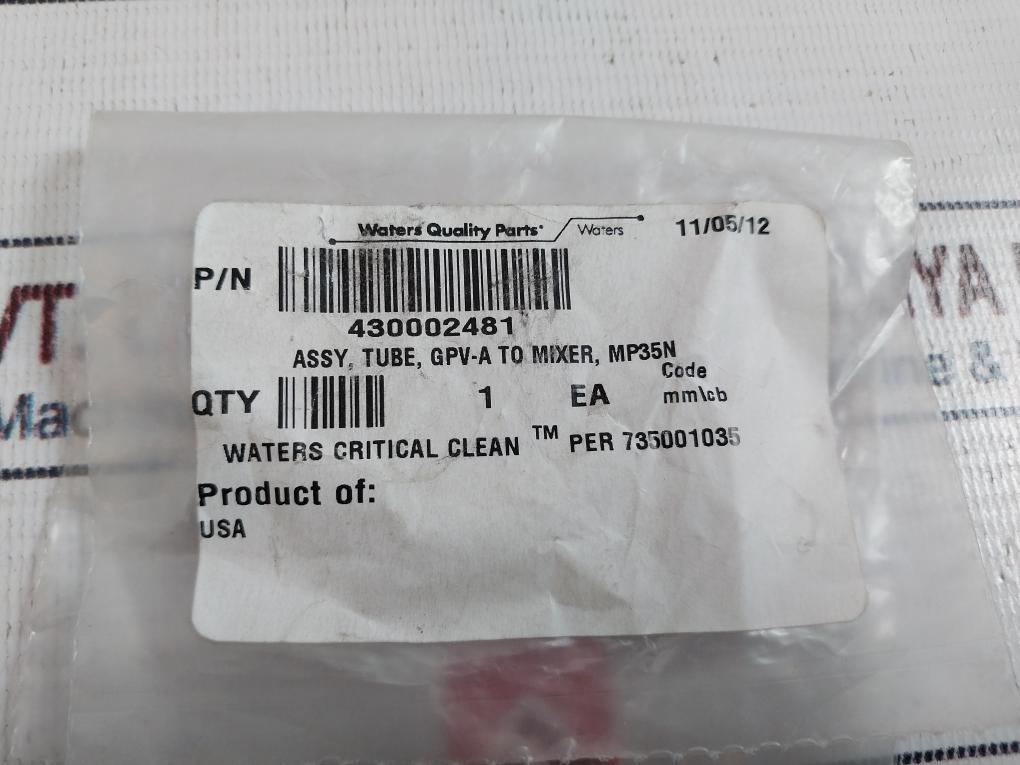 Waters Quality Parts Waters 11/05/12
P/N
430002481
ASSY, TUBE, GPV-A TO MIXER, MP35N
Code
QTY 1 EA mm\cb
WATERS CRITICAL CLEAN ™ PER 735001035
Product of:
USA